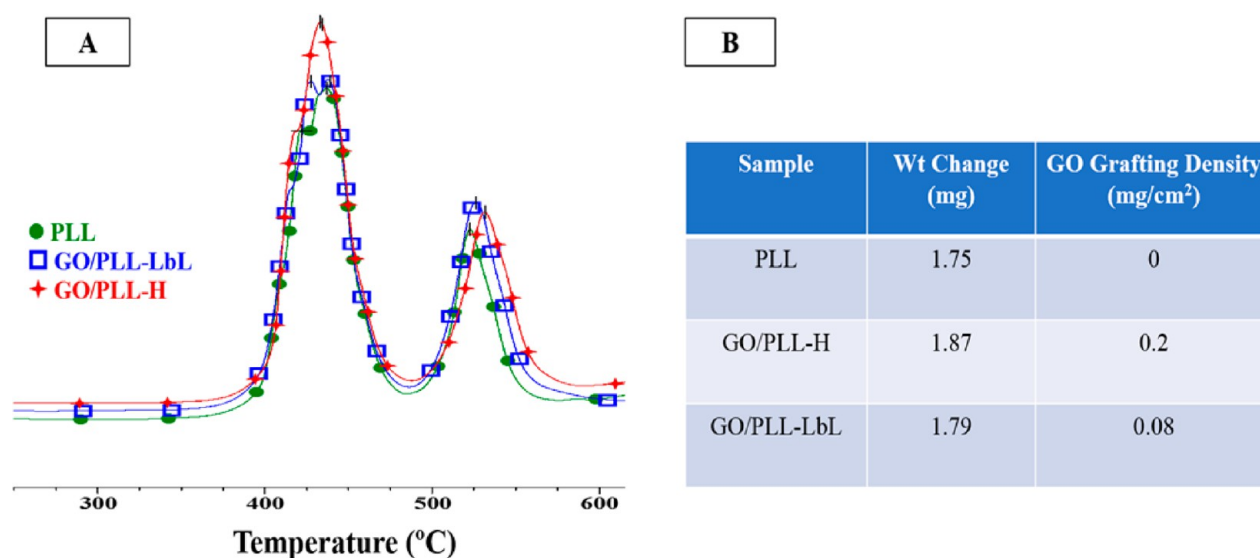 A
PLL
GO/PLL-LbL
GO/PLL-H
300
400
500
600
Temperature (ºC)
B
Sample Wt Change (mg) GO Grafting Density (mg/cm²)
PLL 1.75 0
GO/PLL-H 1.87 0.2
GO/PLL-LbL 1.79 0.08